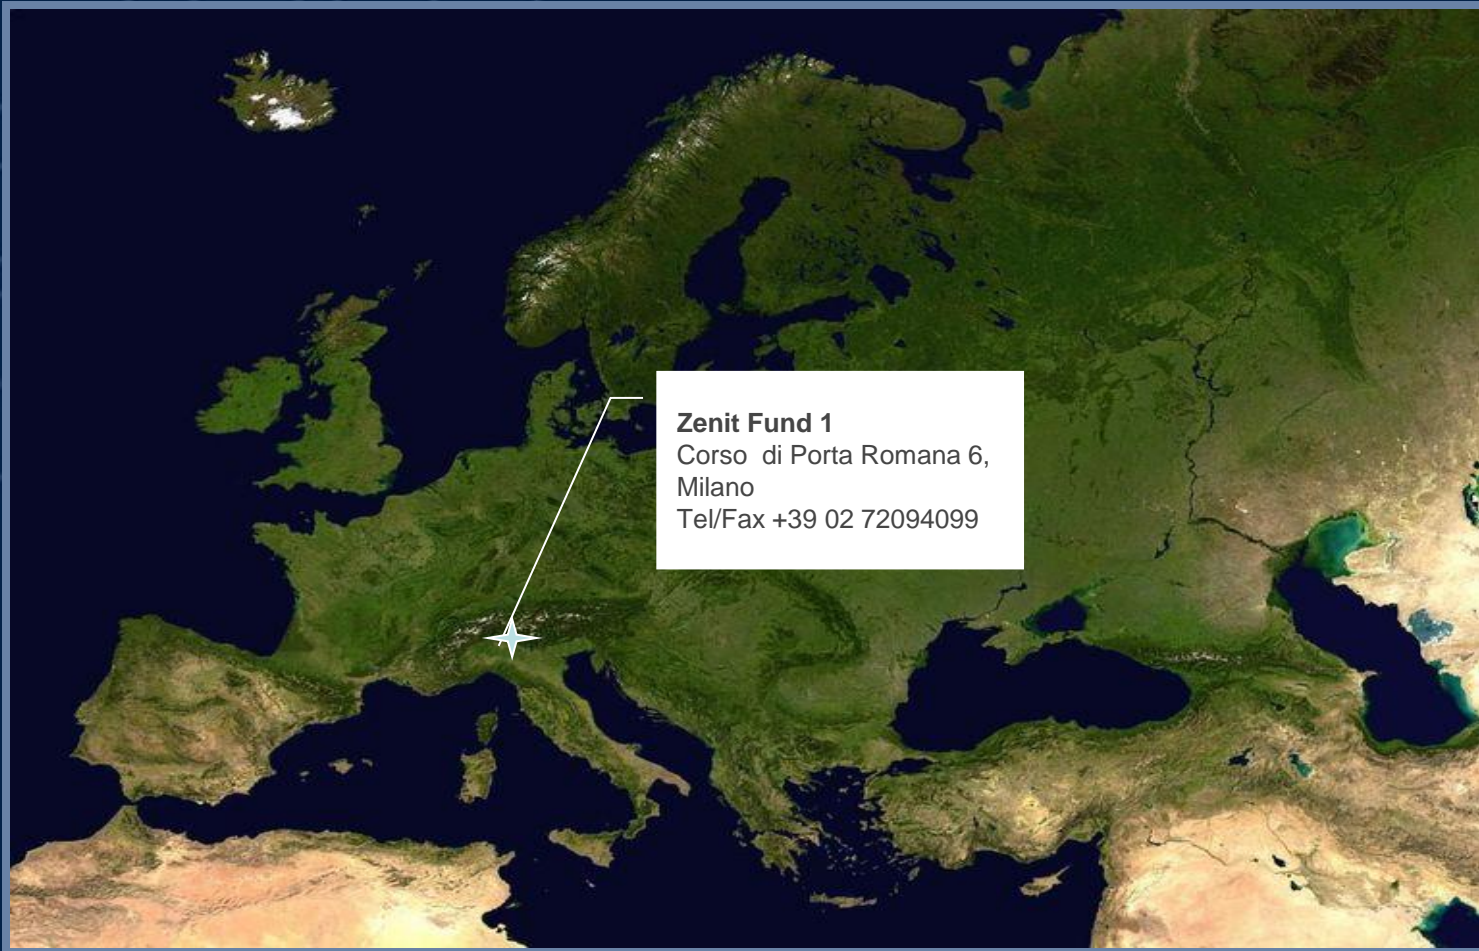 Zenit Fund 1
Corso  di Porta Romana 6,
Milano
Tel/Fax +39 02 72094099